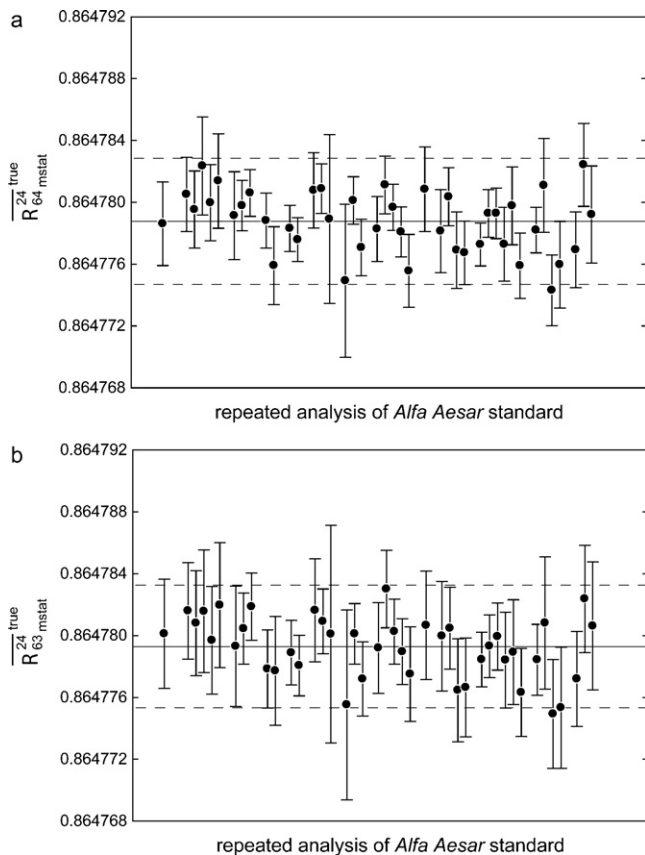 a
0.864792
0.864788
0.864784
0.864780
0.864776
0.864772
0.864768
R 24 true 64 mstat
repeated analysis of Alfa Aesar standard
b
0.864792
0.864788
0.864784
0.864780
0.864776
0.864772
0.864768
R 24 true 63 mstat
repeated analysis of Alfa Aesar standard